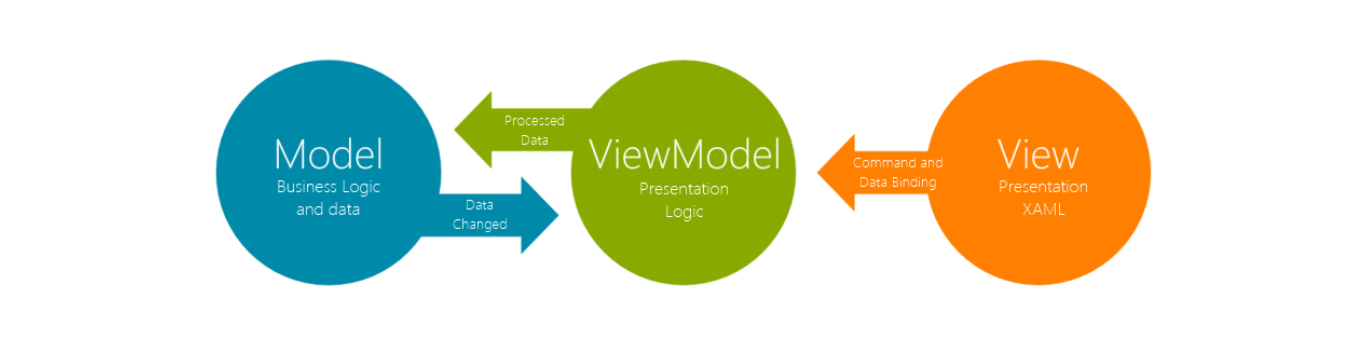 Model
Business Logic
and data
Processed
Data
Data
Changed
ViewModel
Presentation
Logic
Command and
Data Binding
View
Presentation
XAML